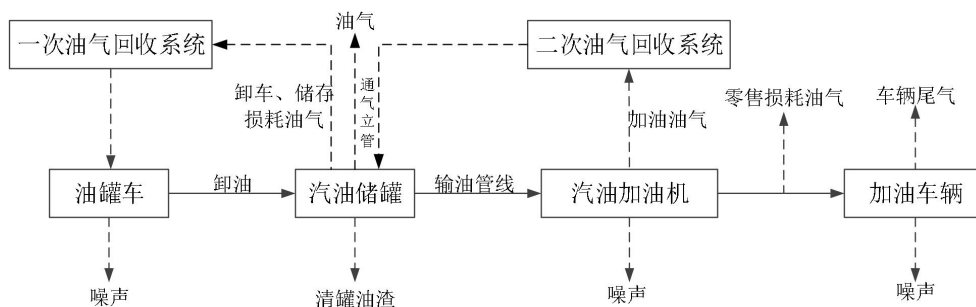 油气
一次油气回收系统
二次油气回收系统
卸车、储存
损耗油气
通气立管
加油油气
零售损耗油气
车辆尾气
油罐车
卸油
汽油储罐
输油管线
汽油加油机
加油车辆
噪声
清罐油渣
噪声
噪声